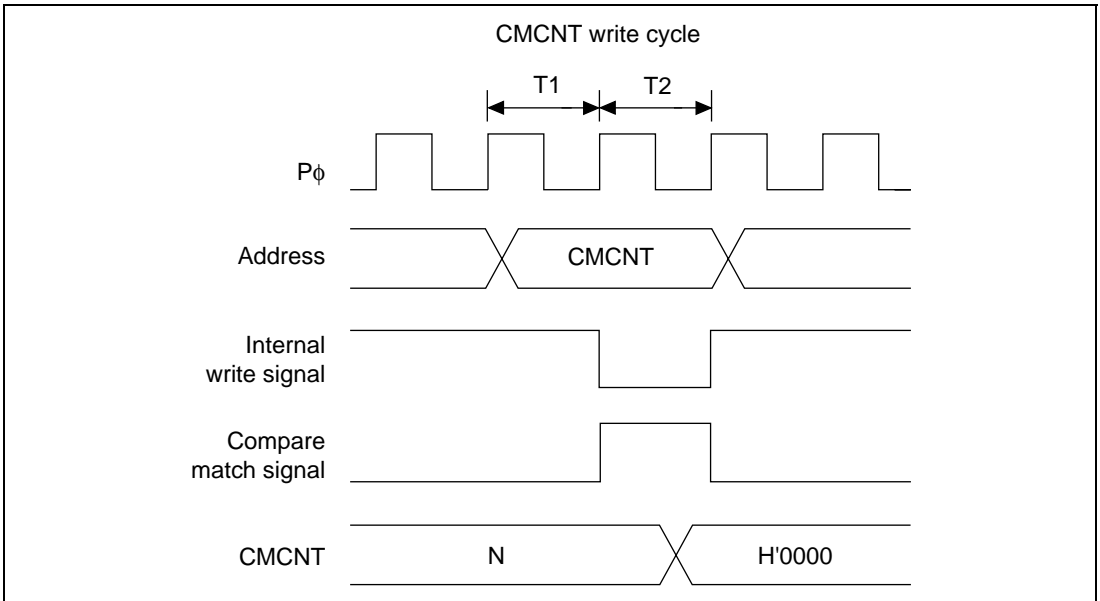 CMCNT write cycle
T1 T2
Pϕ
Address CMCNT
Internal
write signal
Compare
match signal
CMCNT N H'0000